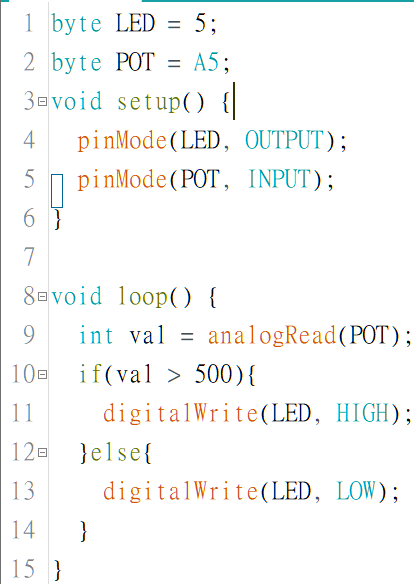 1 byte LED = 5;
2 byte POT = A5;
3 void setup() {
4   pinMode(LED, OUTPUT);
5   pinMode(POT, INPUT);
6 }
7
8 void loop() {
9   int val = analogRead(POT);
10   if(val > 500){
11     digitalWrite(LED, HIGH);
12   }else{
13     digitalWrite(LED, LOW);
14   }
15 }